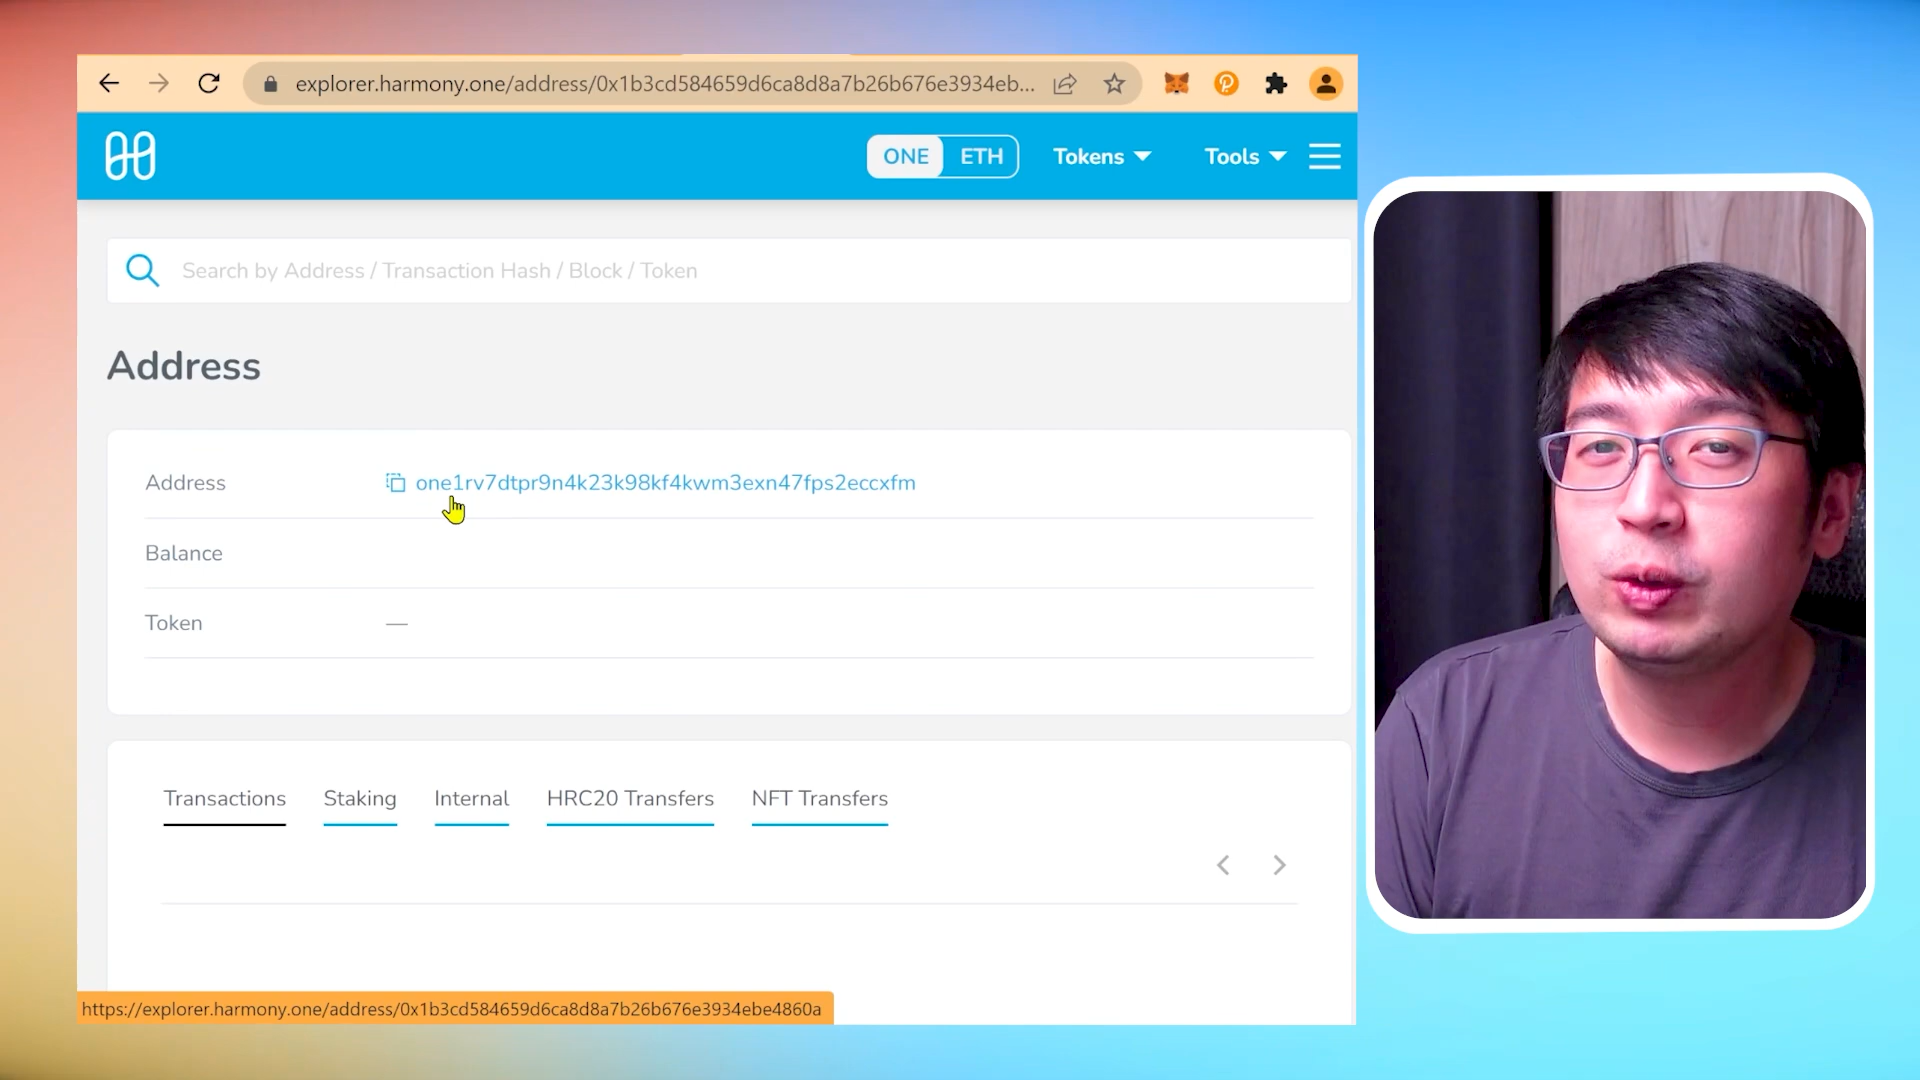 explorer.harmony.one/address/0x1b3cd584659d6ca8d8a7b26b676e3934eb...
ONE ETH Tokens Tools
Search by Address / Transaction Hash / Block / Token
Address
Address one1rv7dtpr9n4k23k98kf4kwm3exn47fps2eccxfm
Balance
Token —
Transactions Staking Internal HRC20 Transfers NFT Transfers
https://explorer.harmony.one/address/0x1b3cd584659d6ca8d8a7b26b676e3934ebe4860a